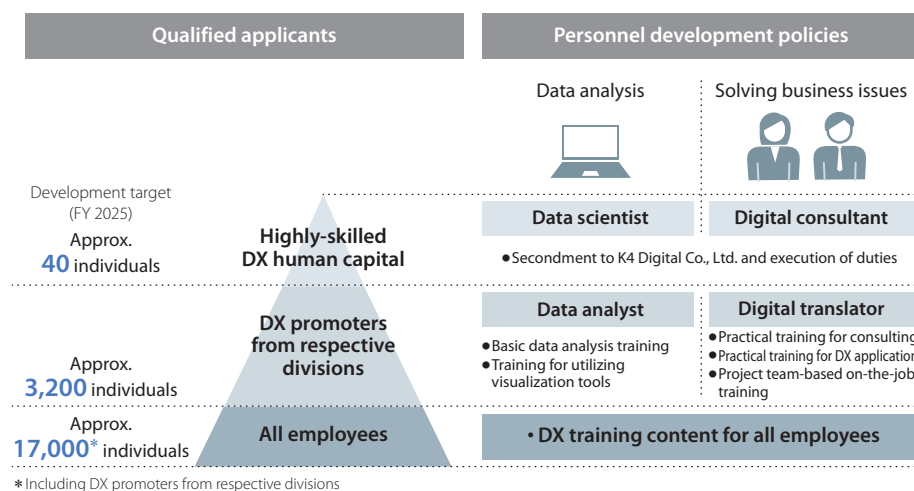 Qualified applicants
Personnel development policies
Data analysis
Solving business issues
Development target
(FY 2025)
Approx.
40 individuals
Highly-skilled
DX human capital
Data scientist
Digital consultant
●Secondment to K4 Digital Co., Ltd. and execution of duties
Approx.
3,200 individuals
DX promoters
from respective
divisions
Data analyst
●Basic data analysis training
●Training for utilizing
visualization tools
Digital translator
●Practical training for consulting
●Practical training for DX application
●Project team-based on-the-job
training
Approx.
17,000* individuals
All employees
• DX training content for all employees
* Including DX promoters from respective divisions